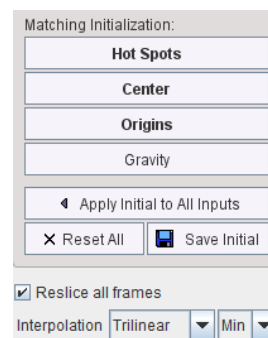 Matching Initialization:
Hot Spots
Center
Origins
Gravity
Apply Initial to All Inputs
Reset All Save Initial
Reslice all frames
Interpolation Trilinear Min